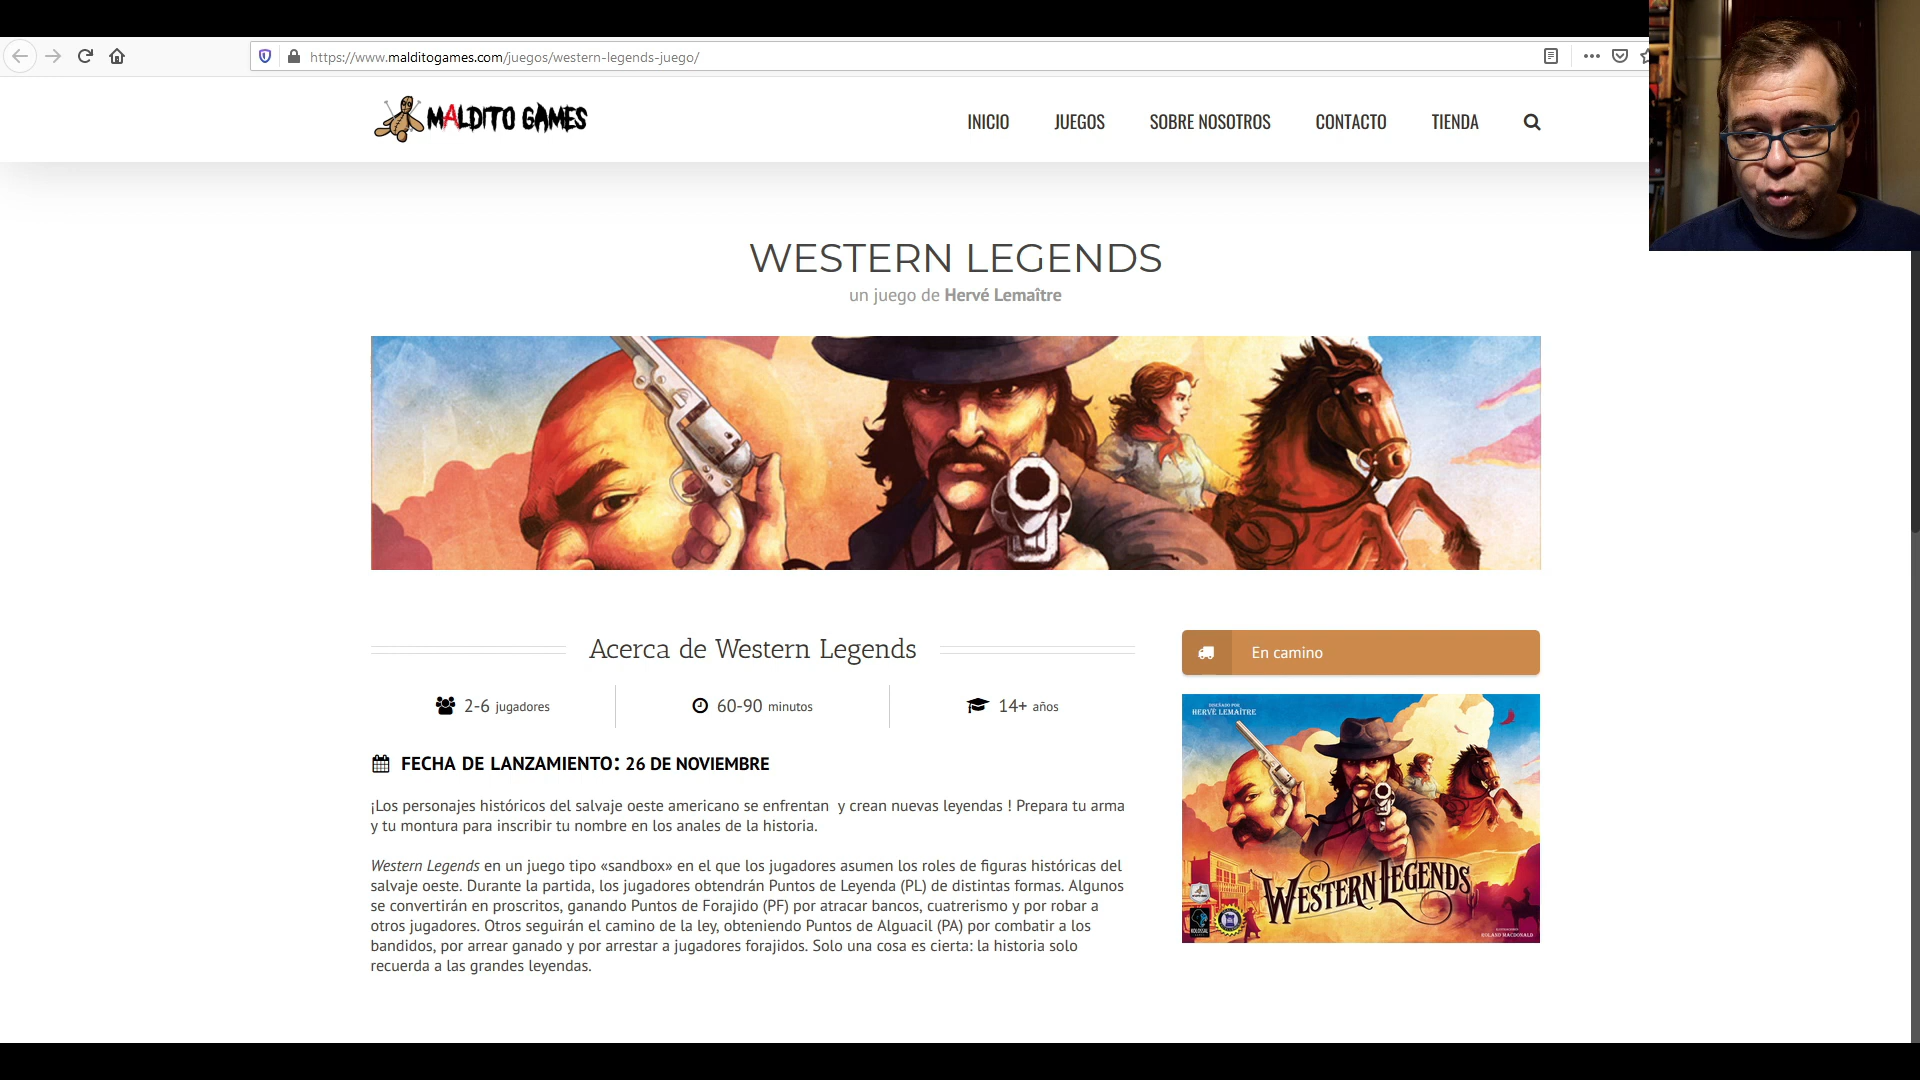 https://www.malditogames.com/juegos/western-legends-juego/
MALDITO GAMES
INICIO JUEGOS SOBRE NOSOTROS CONTACTO TIENDA
WESTERN LEGENDS
un juego de Hervé Lemaître
Acerca de Western Legends
2-6 jugadores 60-90 minutos 14+ años
FECHA DE LANZAMIENTO: 26 DE NOVIEMBRE
¡Los personajes históricos del salvaje oeste americano se enfrentan y crean nuevas leyendas ! Prepara tu arma
y tu montura para inscribir tu nombre en los anales de la historia.
Western Legends en un juego tipo «sandbox» en el que los jugadores asumen los roles de figuras históricas del
salvaje oeste. Durante la partida, los jugadores obtendrán Puntos de Leyenda (PL) de distintas formas. Algunos
se convertirán en proscritos, ganando Puntos de Forajido (PF) por atracar bancos, cuatrerismo y por robar a
otros jugadores. Otros seguirán el camino de la ley, obteniendo Puntos de Alguacil (PA) por combatir a los
bandidos, por arrear ganado y por arrestar a jugadores forajidos. Solo una cosa es cierta: la historia solo
recuerda a las grandes leyendas.
En camino
DISEÑADO POR
HERVÉ LEMAÎTRE
WESTERN LEGENDS
KOLOSSAL
ROLAND MACDONALD